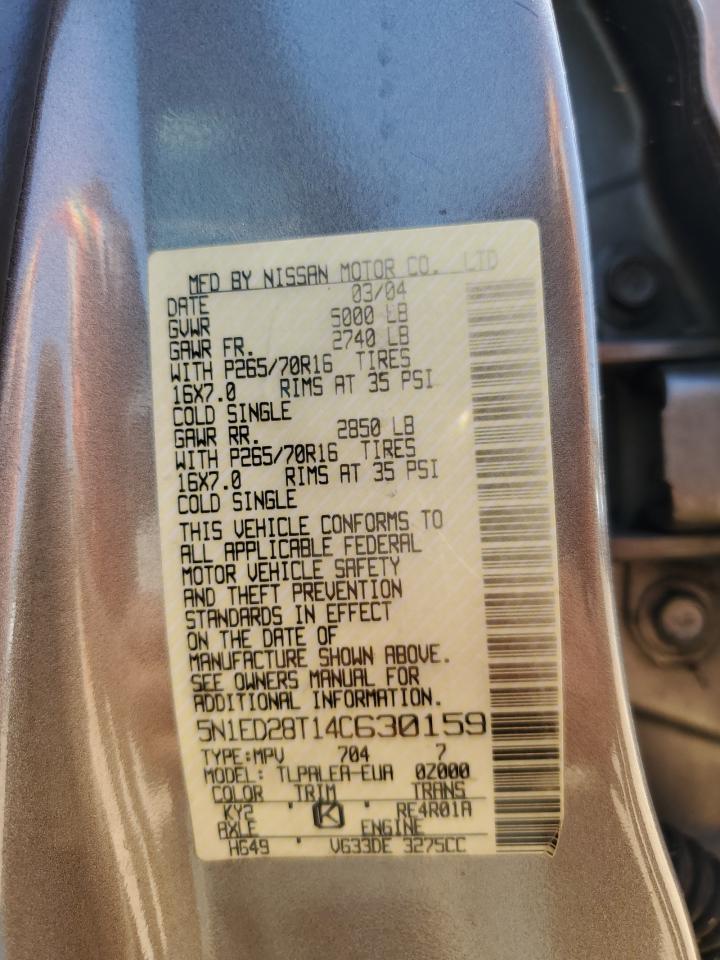 MFD BY NISSAN MOTOR CO. LTD
DATE 03/04
GVWR 5000 LB
GAWR FR. 2740 LB
WITH P265/70R16 TIRES
16X7.0 RIMS AT 35 PSI
COLD SINGLE
GAWR RR. 2850 LB
WITH P265/70R16 TIRES
16X7.0 RIMS AT 35 PSI
COLD SINGLE
THIS VEHICLE CONFORMS TO
ALL APPLICABLE FEDERAL
MOTOR VEHICLE SAFETY
AND THEFT PREVENTION
STANDARDS IN EFFECT
ON THE DATE OF
MANUFACTURE SHOWN ABOVE.
SEE OWNERS MANUAL FOR
ADDITIONAL INFORMATION.
5N1ED28T14C630159
TYPE:MPV 704 7
MODEL: TLPALEA-EUA 0Z000
COLOR TRIM TRANS
KY2 K RE4R01A
AXLE ENGINE
HG49 VG33DE 3275CC